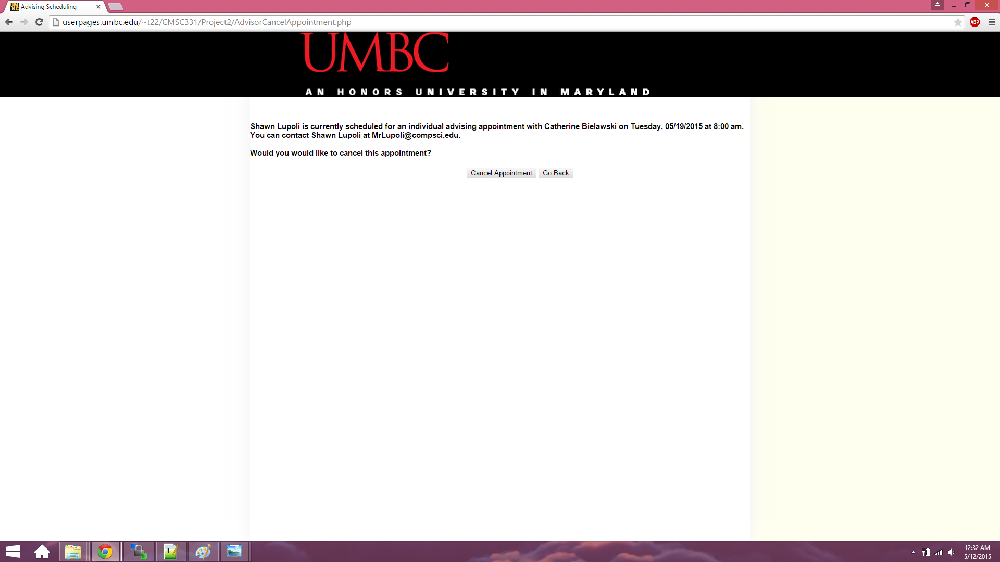 Advising Scheduling
userpages.umbc.edu/~t22/CMSC331/Project2/AdvisorCancelAppointment.php
ABP
UMBC
AN HONORS UNIVERSITY IN MARYLAND
Shawn Lupoli is currently scheduled for an individual advising appointment with Catherine Bielawski on Tuesday, 05/19/2015 at 8:00 am.
You can contact Shawn Lupoli at MrLupoli@compsci.edu.
Would you would like to cancel this appointment?
Cancel Appointment Go Back
12:32 AM
5/12/2015